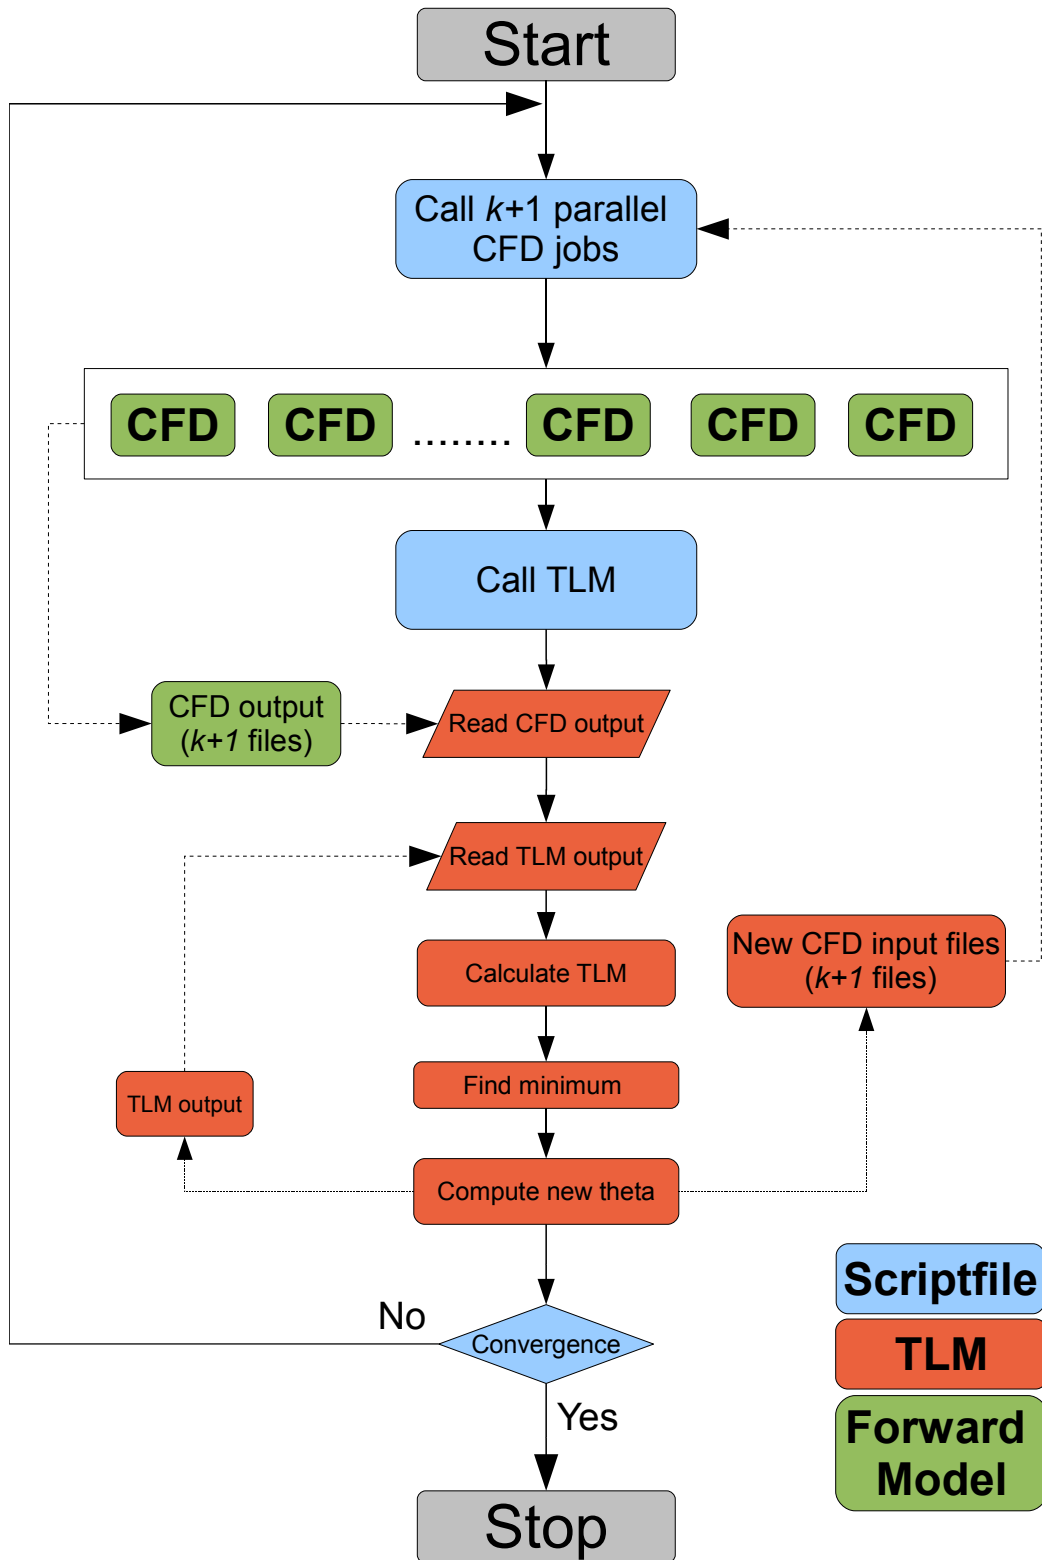 Start
Call k+1 parallel
CFD jobs
CFD CFD ........ CFD CFD CFD
Call TLM
CFD output
(k+1 files)
Read CFD output
Read TLM output
New CFD input files
(k+1 files)
Calculate TLM
Find minimum
TLM output
Compute new theta
No
Convergence
Yes
Stop
Scriptfile
TLM
Forward
Model